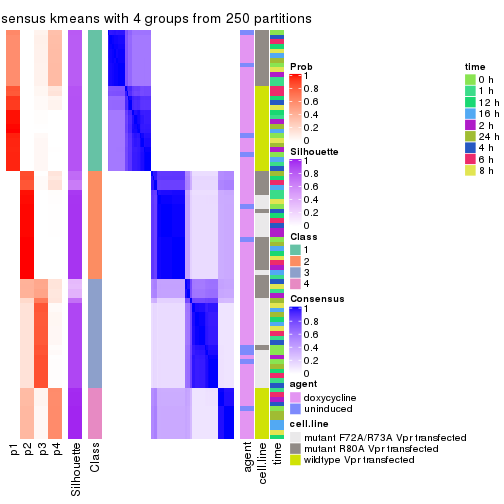 sensus kmeans with 4 groups from 250 partitions
Prob
1
0.8
0.6
0.4
0.2
0
Silhouette
1
0.8
0.6
0.4
0.2
0
Class
1
2
3
4
Consensus
1
0.8
0.6
0.4
0.2
0
agent
doxycycline
uninduced
cell.line
mutant F72A/R73A Vpr transfected
mutant R80A Vpr transfected
wildtype Vpr transfected
time
0 h
1 h
12 h
16 h
2 h
24 h
4 h
6 h
8 h
p1
p2
p3
p4
Silhouette
Class
agent
cell.line
time